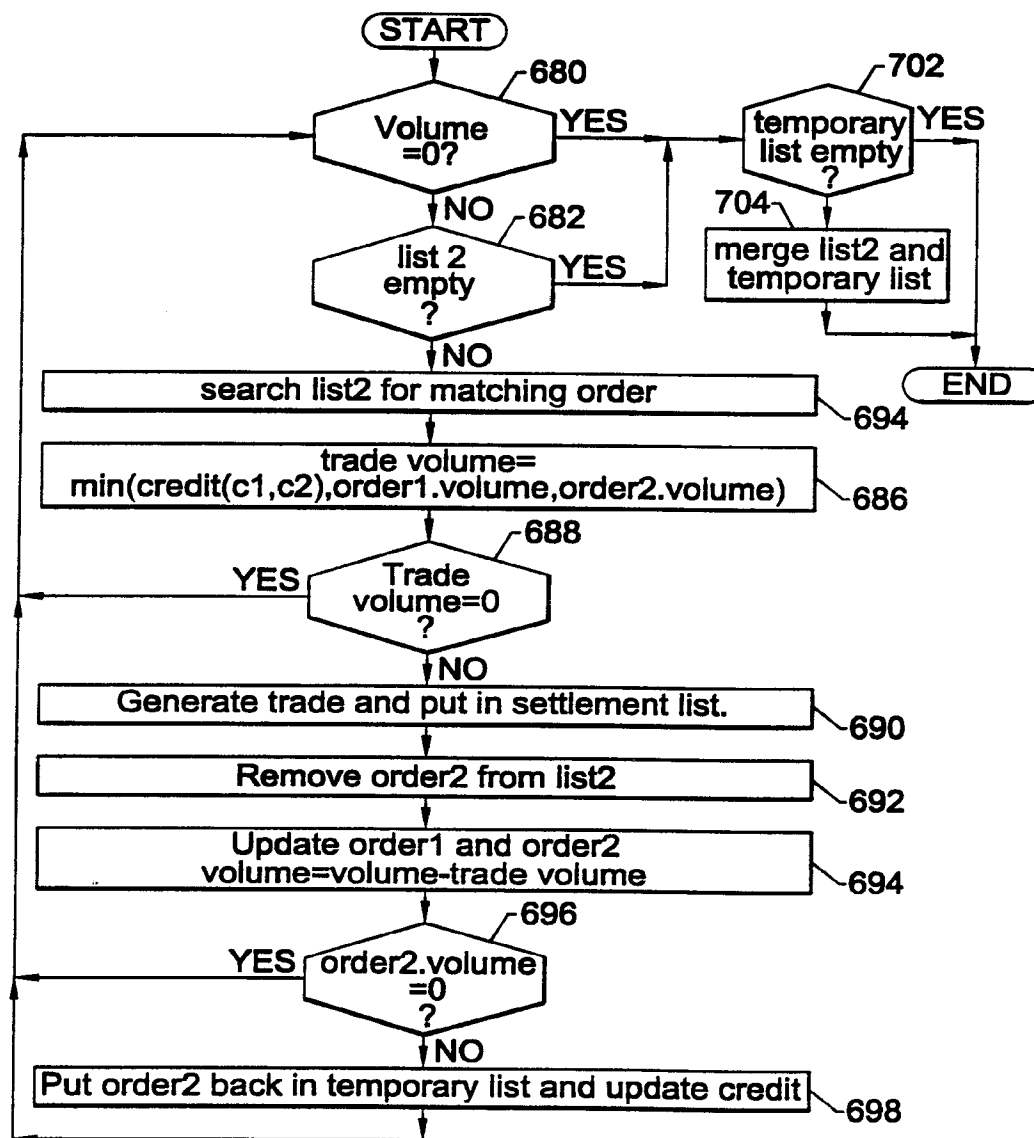 START
680
Volume
=0?
YES
NO
702
temporary
list empty
?
YES
682
list 2
empty
?
YES
NO
704
merge list2 and
temporary list
END
search list2 for matching order
694
trade volume=
min(credit(c1,c2),order1.volume,order2.volume)
686
688
Trade
volume=0
?
YES
NO
Generate trade and put in settlement list.
690
Remove order2 from list2
692
Update order1 and order2
volume=volume-trade volume
694
696
order2.volume
=0
?
YES
NO
Put order2 back in temporary list and update credit
698